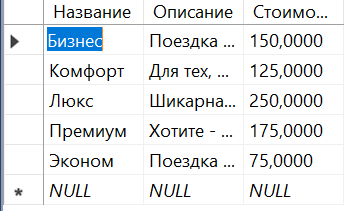 Название Описание Стоимо...
Бизнес Поездка ... 150,0000
Комфорт Для тех, ... 125,0000
Люкс Шикарна... 250,0000
Премиум Хотите - ... 175,0000
Эконом Поездка ... 75,0000
NULL NULL NULL